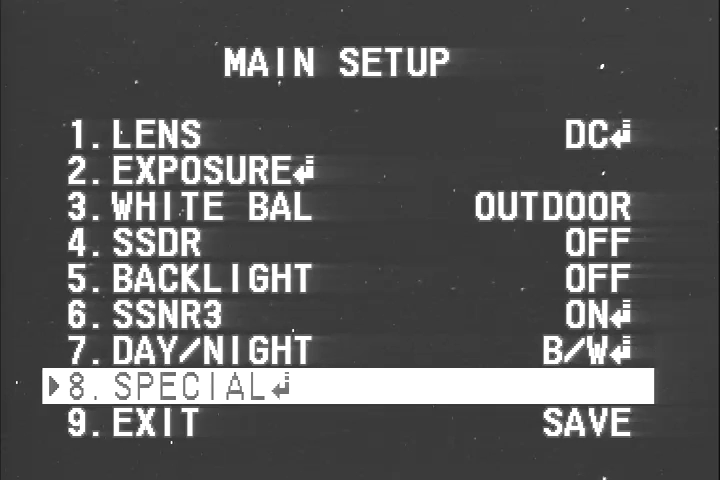 MAIN SETUP
1. LENS DC↲
2. EXPOSURE↲
3. WHITE BAL OUTDOOR
4. SSDR OFF
5. BACKLIGHT OFF
6. SSNR3 ON↲
7. DAY/NIGHT B/W↲
▶8. SPECIAL↲
9. EXIT SAVE